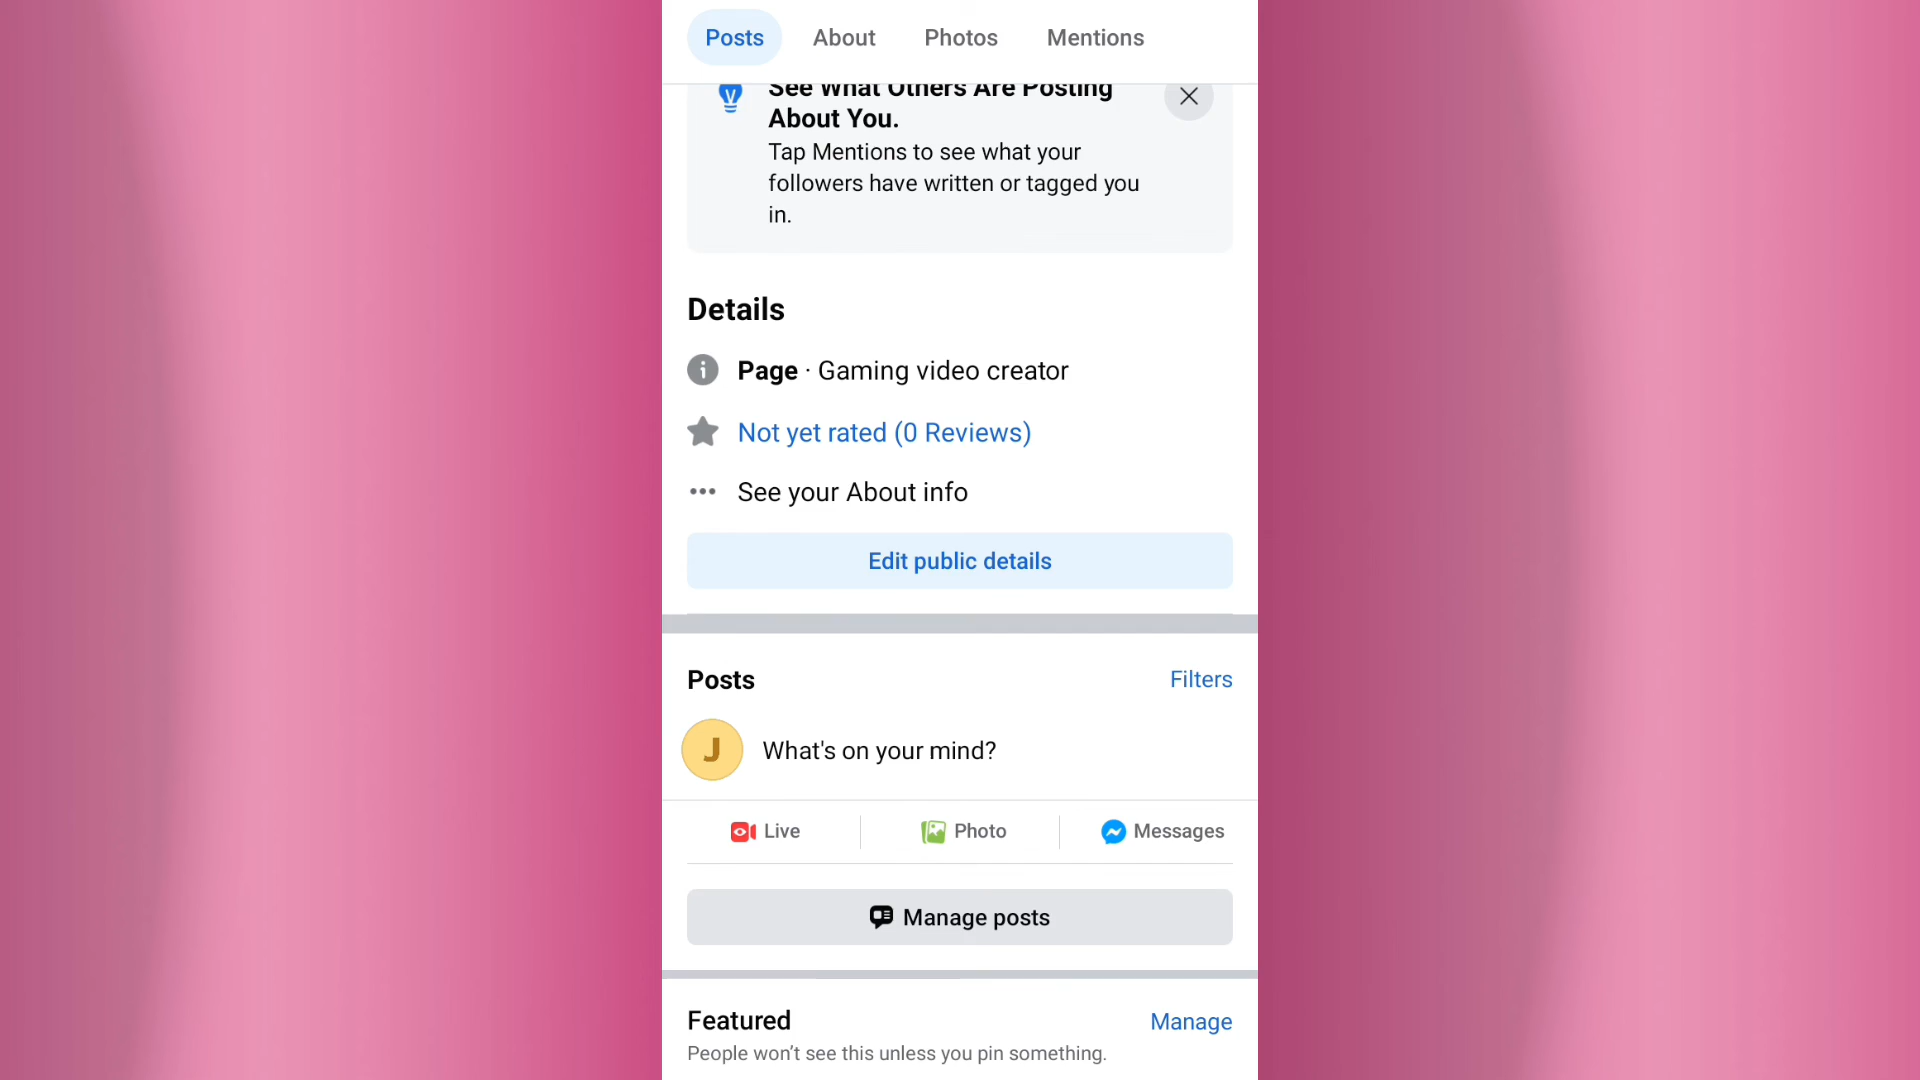 Posts About Photos Mentions
See What Others Are Posting
About You.
Tap Mentions to see what your
followers have written or tagged you
in.
Details
Page · Gaming video creator
Not yet rated (0 Reviews)
See your About info
Edit public details
Posts Filters
J What's on your mind?
Live Photo Messages
Manage posts
Featured Manage
People won’t see this unless you pin something.